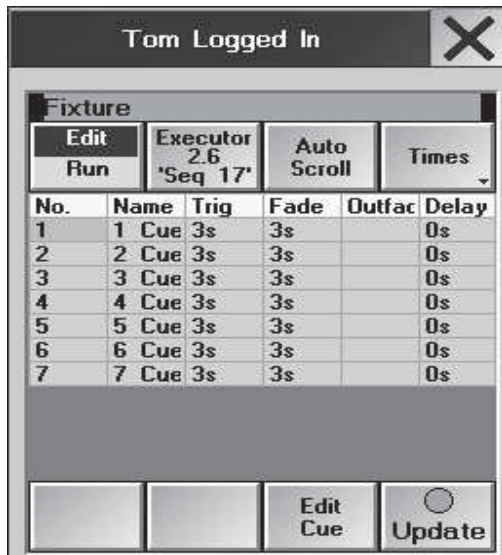 Tom Logged In
Fixture
Edit
Run
Executor
2.6
'Seq 17'
Auto
Scroll
Times
No. Name Trig Fade Outfac Delay
1 1 Cue 3s 3s 0s
2 2 Cue 3s 3s 0s
3 3 Cue 3s 3s 0s
4 4 Cue 3s 3s 0s
5 5 Cue 3s 3s 0s
6 6 Cue 3s 3s 0s
7 7 Cue 3s 3s 0s
Edit
Cue
Update